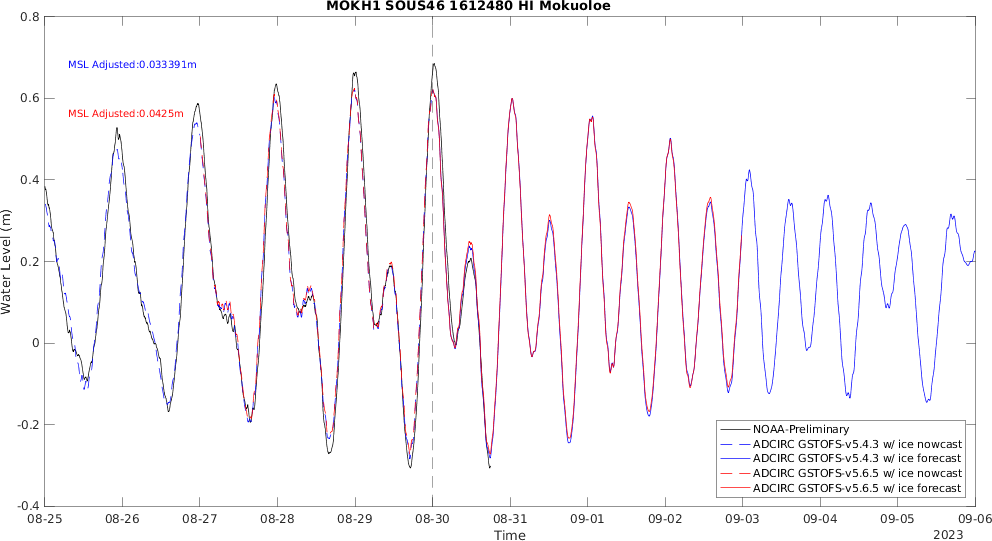 MOKH1 SOUS46 1612480 HI Mokuoloe
0.8
0.6
0.4
0.2
0
-0.2
-0.4
Water Level (m)
MSL Adjusted:0.033391m
MSL Adjusted:0.0425m
NOAA-Preliminary
ADCIRC GSTOFS-v5.4.3 w/ ice nowcast
ADCIRC GSTOFS-v5.4.3 w/ ice forecast
ADCIRC GSTOFS-v5.6.5 w/ ice nowcast
ADCIRC GSTOFS-v5.6.5 w/ ice forecast
08-25 08-26 08-27 08-28 08-29 08-30 08-31 09-01 09-02 09-03 09-04 09-05 09-06
Time
2023